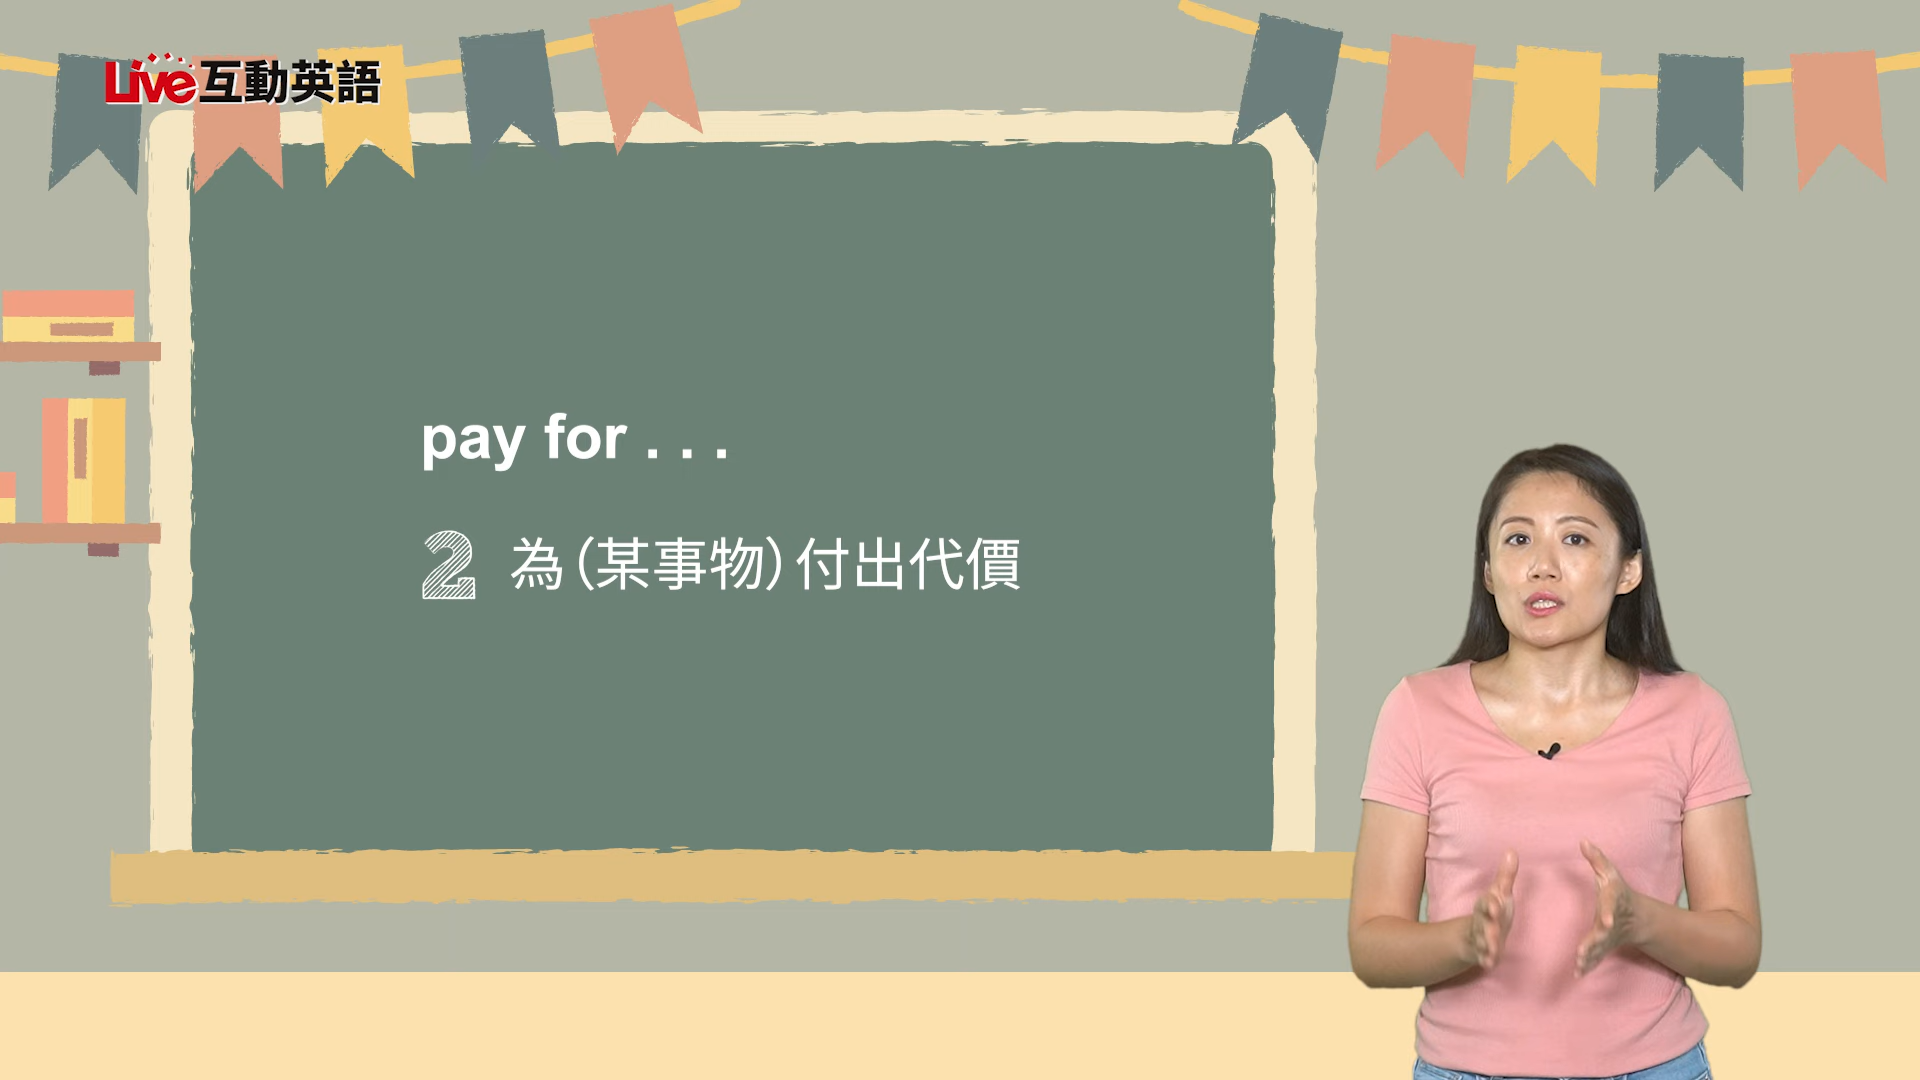 Live互動英語
pay for . . .
2 為(某事物)付出代價